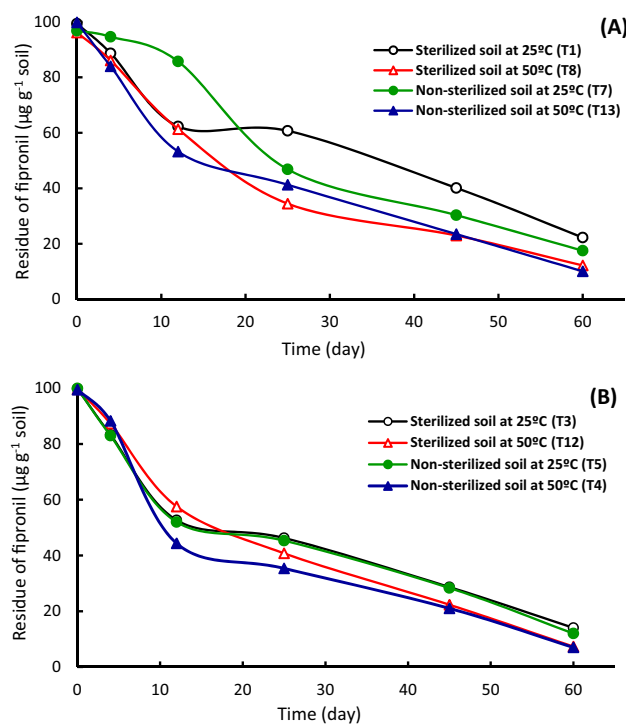 (A)
Sterilized soil at 25ºC (T1)
Sterilized soil at 50ºC (T8)
Non-sterilized soil at 25ºC (T7)
Non-sterilized soil at 50ºC (T13)
Residue of fipronil (µg g⁻¹ soil)
100
80
60
40
20
0
0 10 20 30 40 50 60
Time (day)
(B)
Sterilized soil at 25ºC (T3)
Sterilized soil at 50ºC (T12)
Non-sterilized soil at 25ºC (T5)
Non-sterilized soil at 50ºC (T4)
Residue of fipronil (µg g⁻¹ soil)
100
80
60
40
20
0
0 10 20 30 40 50 60
Time (day)